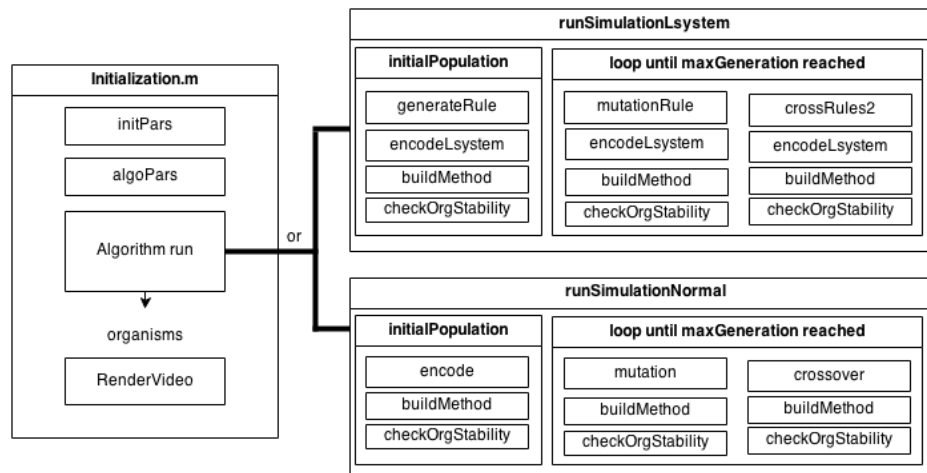 Initialization.m
initPars
algoPars
Algorithm run
organisms
RenderVideo
or
runSimulationLsystem
initialPopulation
generateRule
encodeLsystem
buildMethod
checkOrgStability
loop until maxGeneration reached
mutationRule
encodeLsystem
buildMethod
checkOrgStability
crossRules2
encodeLsystem
buildMethod
checkOrgStability
runSimulationNormal
initialPopulation
encode
buildMethod
checkOrgStability
loop until maxGeneration reached
mutation
buildMethod
checkOrgStability
crossover
buildMethod
checkOrgStability